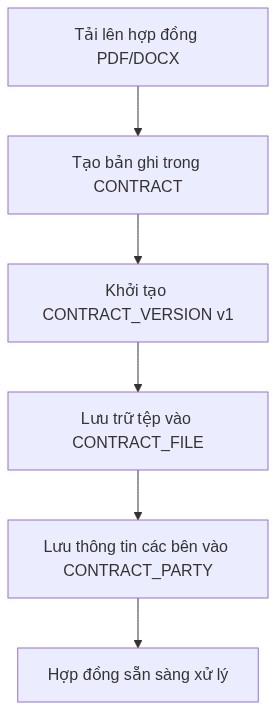 Tải lên hợp đồng
PDF/DOCX
Tạo bản ghi trong
CONTRACT
Khởi tạo
CONTRACT_VERSION v1
Lưu trữ tệp vào
CONTRACT_FILE
Lưu thông tin các bên vào
CONTRACT_PARTY
Hợp đồng sẵn sàng xử lý